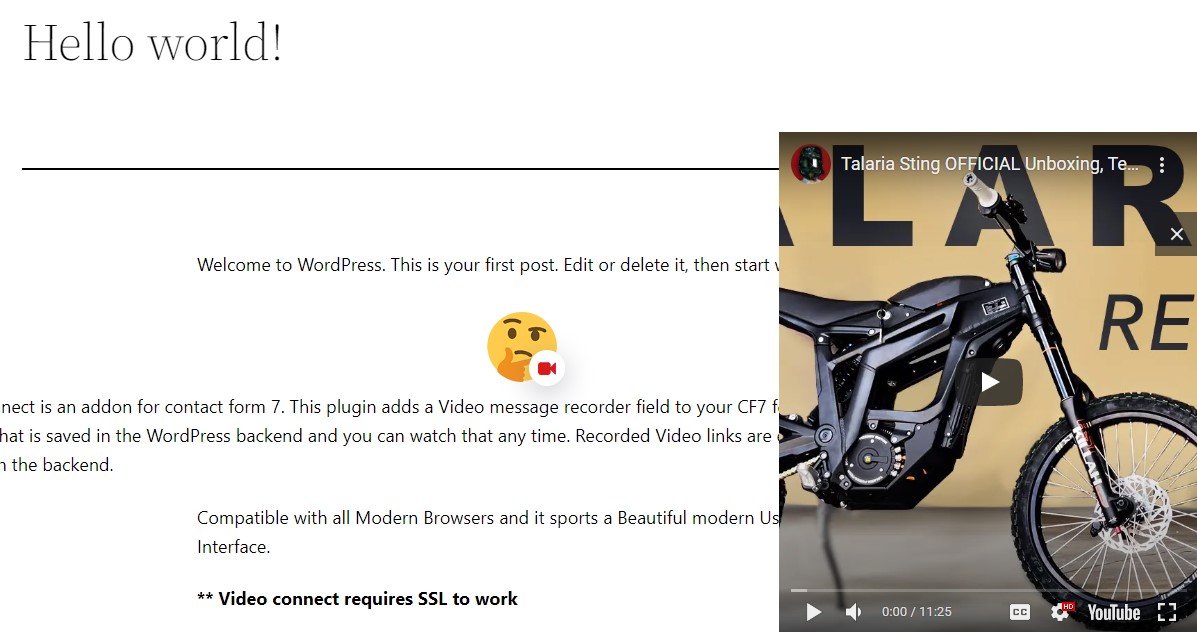 Hello world!
Talaria Sting OFFICIAL Unboxing, Te...
ALAR
Welcome to WordPress. This is your first post. Edit or delete it, then start
RE
nnect is an addon for contact form 7. This plugin adds a Video message recorder field to your CF7
hat is saved in the WordPress backend and you can watch that any time. Recorded Video links are
n the backend.
Compatible with all Modern Browsers and it sports a Beautiful modern Us
Interface.
** Video connect requires SSL to work
0:00 / 11:25
CC
HD
YouTube